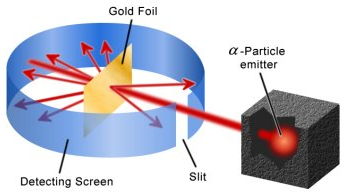 Gold Foil
α-Particle
emitter
Slit
Detecting Screen